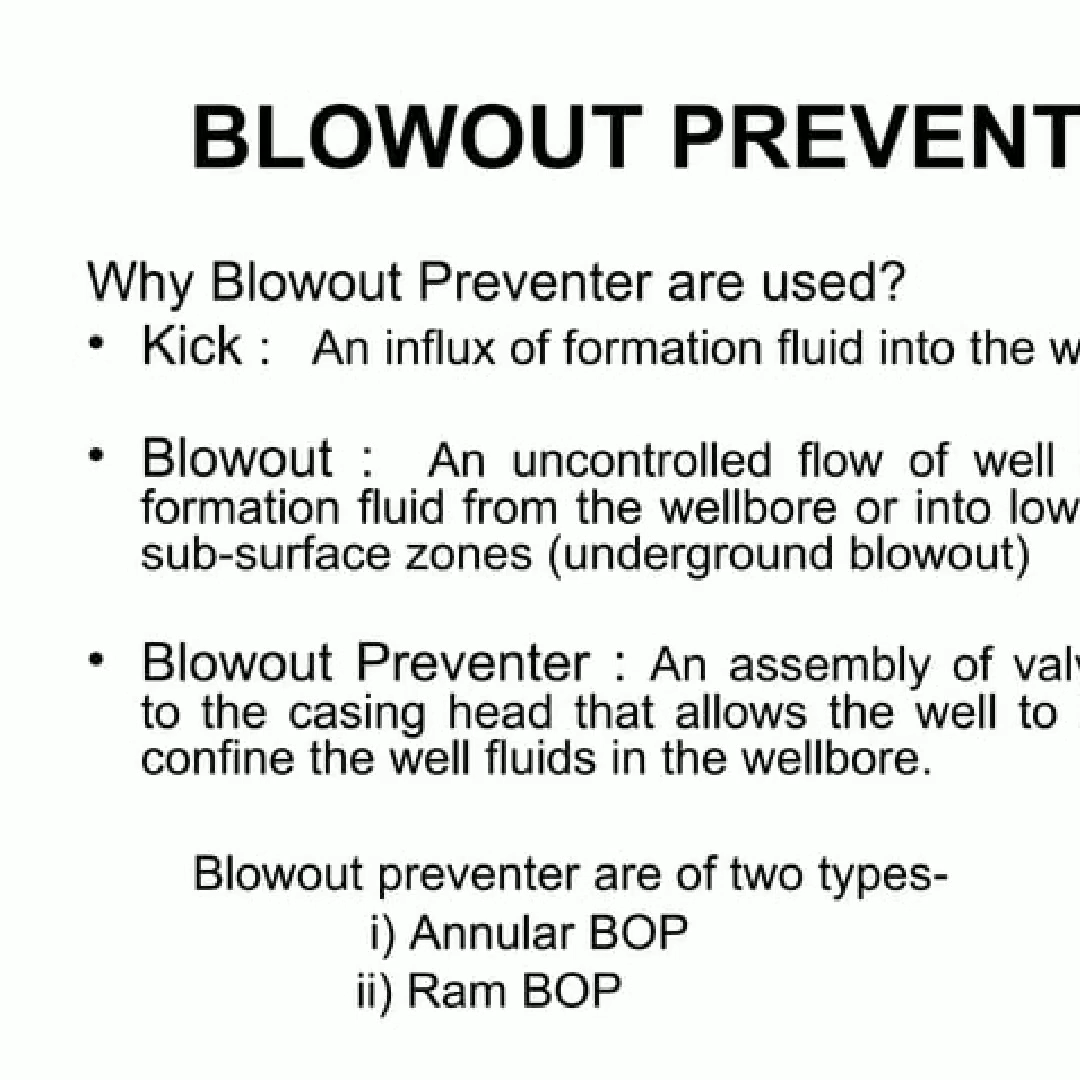 BLOWOUT PREVENT
Why Blowout Preventer are used?
• Kick : An influx of formation fluid into the
• Blowout : An uncontrolled flow of well
formation fluid from the wellbore or into low
sub-surface zones (underground blowout)
• Blowout Preventer : An assembly of
to the casing head that allows the well to
confine the well fluids in the wellbore.
Blowout preventer are of two types-
i) Annular BOP
ii) Ram BOP